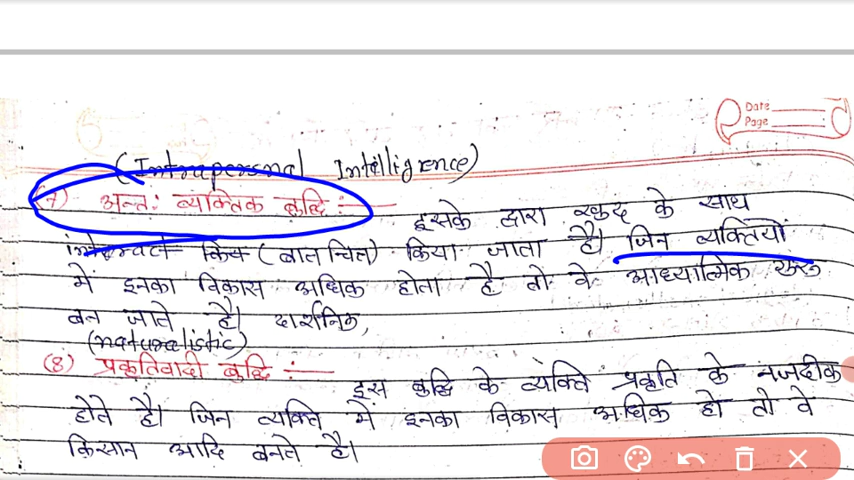 Date
Page
(Intrapersonal Intelligence)
(7) अन्त: व्यक्तिक बुद्धि :—
इसके द्वारा खुद के साथ
interact किय (बातचित) किया जाता है। जिन व्यक्तियों
में इनका विकास अधिक होता है तो वे आध्यात्मिक गुरु
बन जाते है। दार्शनिक,
(naturalistic)
(8) प्रकृतिवादी बुद्धि :—
इस बुद्धि के व्यक्ति प्रकृति के नजदीक
होते है। जिन व्यक्ति में इनका विकास अधिक हो तो वे
किसान आदि बनते है।